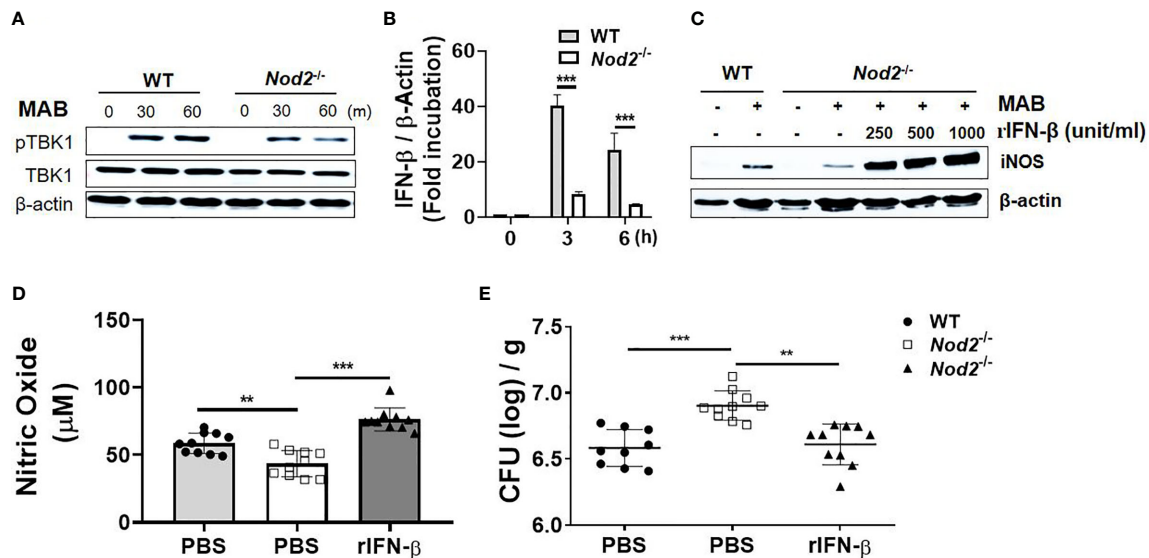 A
WT Nod2-/-
MAB 0 30 60 0 30 60 (m)
pTBK1
TBK1
β-actin
B
WT
Nod2-/-
IFN-β / β-Actin
(Fold incubation)
60
40
20
0
*** ***
0 3 6 (h)
C
WT Nod2-/-
- + - + + + + MAB
- - - - 250 500 1000 rIFN-β (unit/ml)
iNOS
β-actin
D
Nitric Oxide
(μM)
150
100
50
0
** ***
PBS PBS rIFN-β
E
CFU (log) / g
7.5
7.0
6.5
6.0
*** **
PBS PBS rIFN-β
WT
Nod2-/-
Nod2-/-